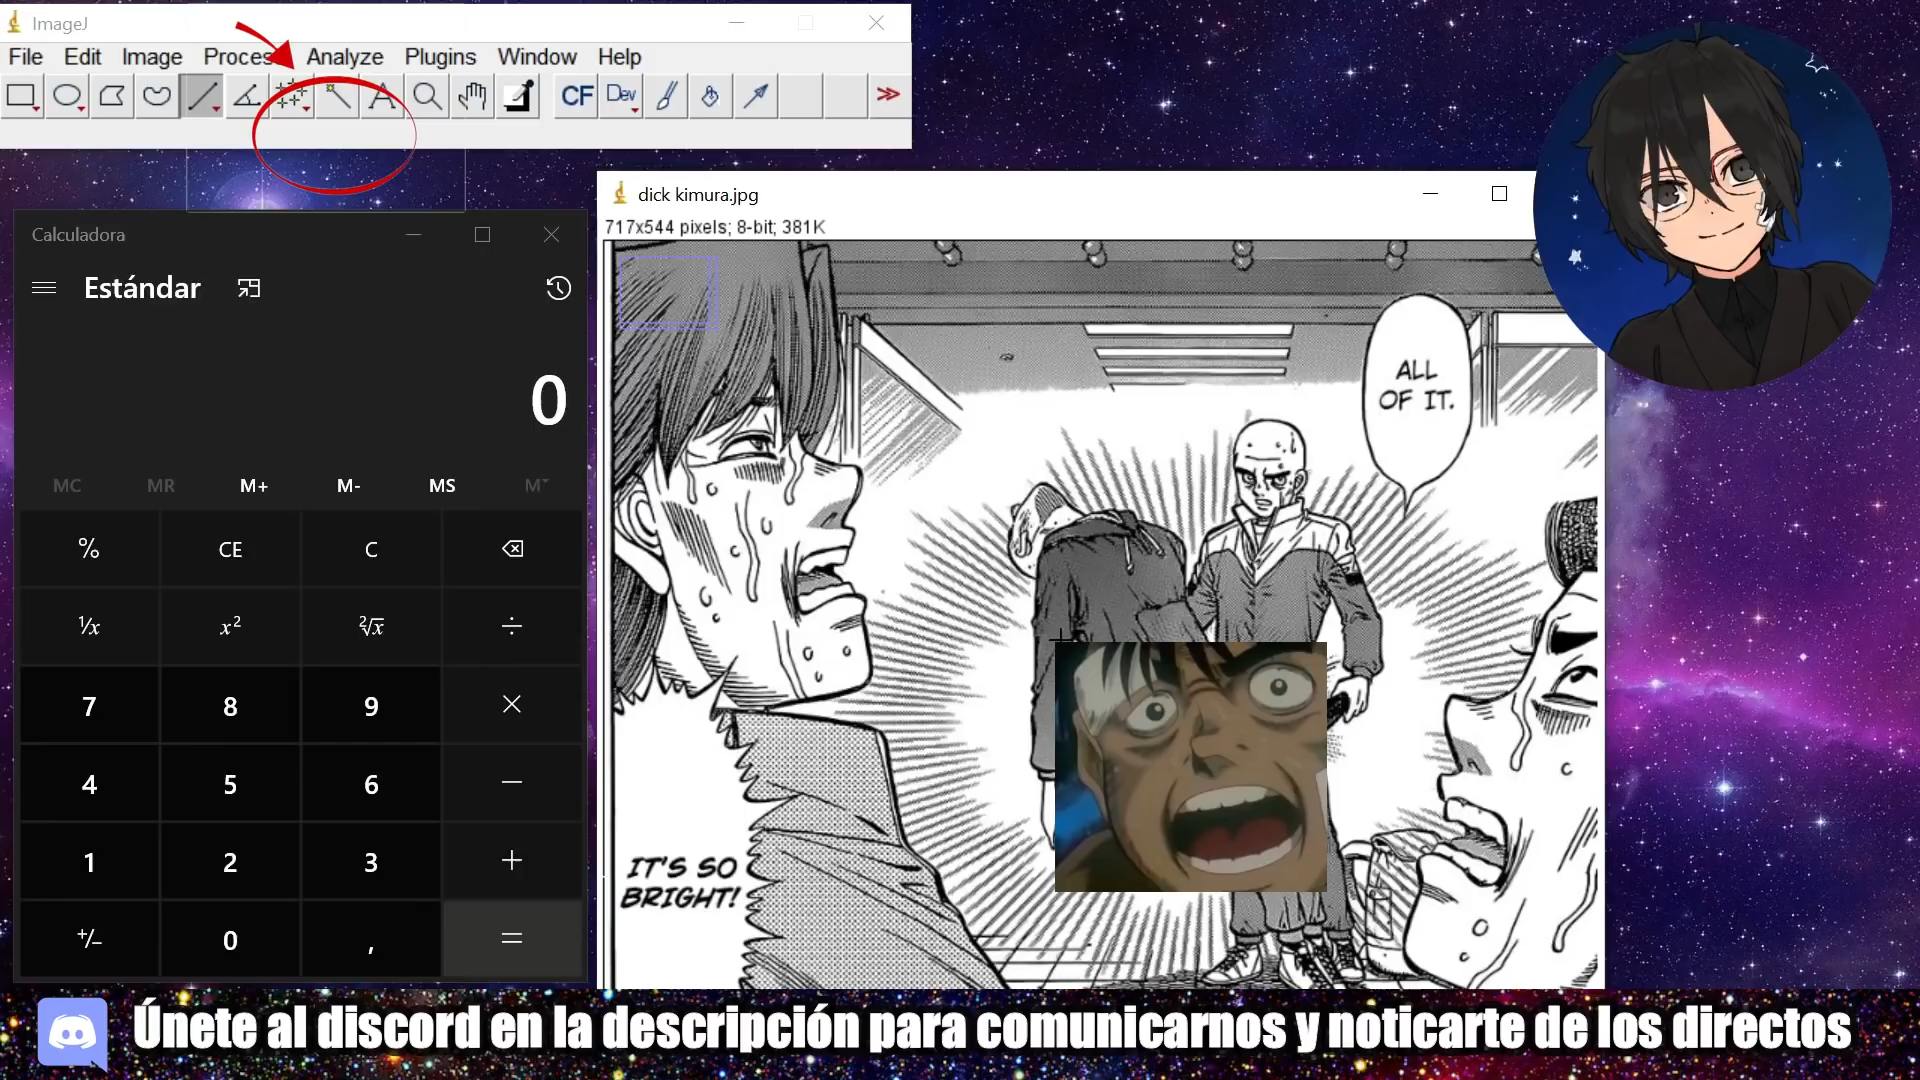 ImageJ
File Edit Image Process Analyze Plugins Window Help
A CF Dev >>
Calculadora
Estándar
0
MC MR M+ M- MS M˅
% CE C
⅟x x² ²√x ÷
7 8 9 ×
4 5 6 −
1 2 3 +
+/− 0 , =
dick kimura.jpg
717x544 pixels; 8-bit; 381K
ALL
OF IT.
IT'S SO
BRIGHT!
Únete al discord en la descripción para comunicarnos y noticarte de los directos